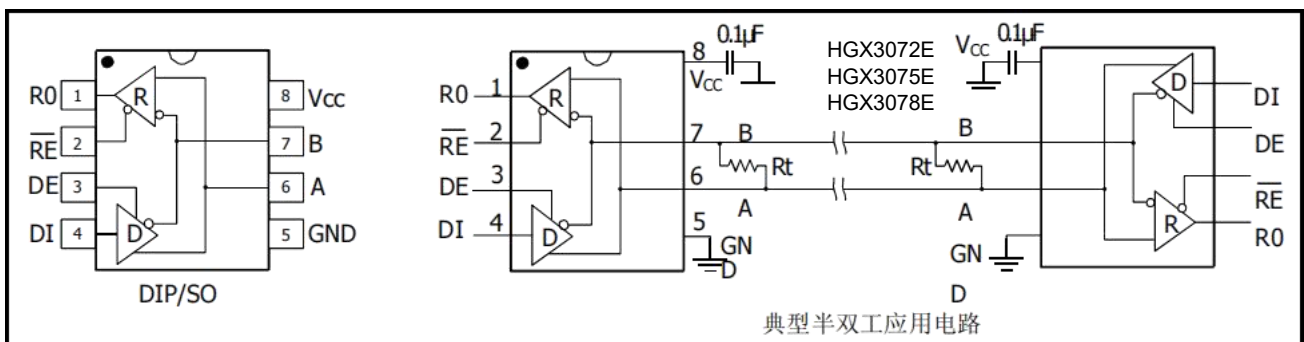 R0 1
RE 2
DE 3
DI 4
R
D
8 Vcc
7 B
6 A
5 GND
DIP/SO
R0 1
RE 2
DE 3
DI 4
R
D
0.1µF
8
VCC
7 B
Rt
6
A
5
GN
D
HGX3072E
HGX3075E
HGX3078E
VCC 0.1µF
B
Rt
A
GN
D
D
R
DI
DE
RE
R0
典型半双工应用电路